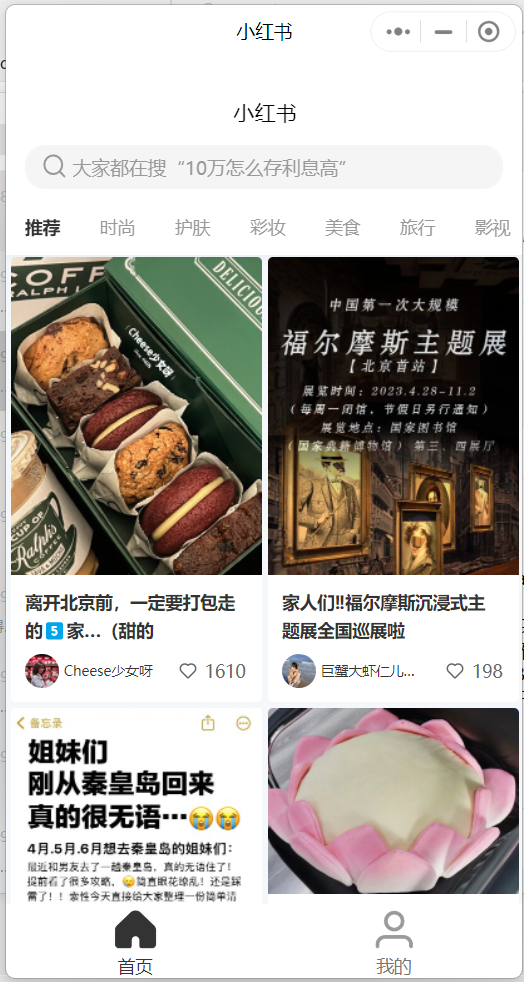 小红书
小红书
大家都在搜“10万怎么存利息高”
推荐 时尚 护肤 彩妆 美食 旅行 影视
COFF
RALPH L
DELICIOU
Cheese少女呀
CUP OF
Ralph's
COFFEE
离开北京前，一定要打包走
的5家...（甜的
Cheese少女呀 1610
中国第一次大规模
福尔摩斯主题展
【北京首站】
展览时间：2023.4.28-11.2
（每周一闭馆，节假日另行通知）
展览地点：国家图书馆
（国家典籍博物馆）第三、四展厅
家人们!!福尔摩斯沉浸式主
题展全国巡展啦
巨蟹大虾仁儿... 198
备忘录
姐妹们
刚从秦皇岛回来
真的很无语…😭😭
4月.5月.6月想去秦皇岛的姐妹们：
最近和男友去了一趟秦皇岛，真的无语住了！
提前看了很多攻略，😭简直眼花缭乱！还是踩
雷了！！索性今天直接给大家整理一份简单清
首页 我的